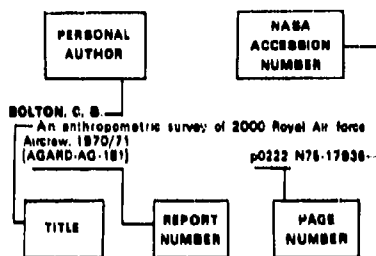 PERSONAL
AUTHOR
NASA
ACCESSION
NUMBER
BOLTON, C. B.
An anthropometric survey of 2000 Royal Air force
Aircrew, 1970/71
[AGARD-AG-181]
p0222 N75-17936
TITLE
REPORT
NUMBER
PAGE
NUMBER